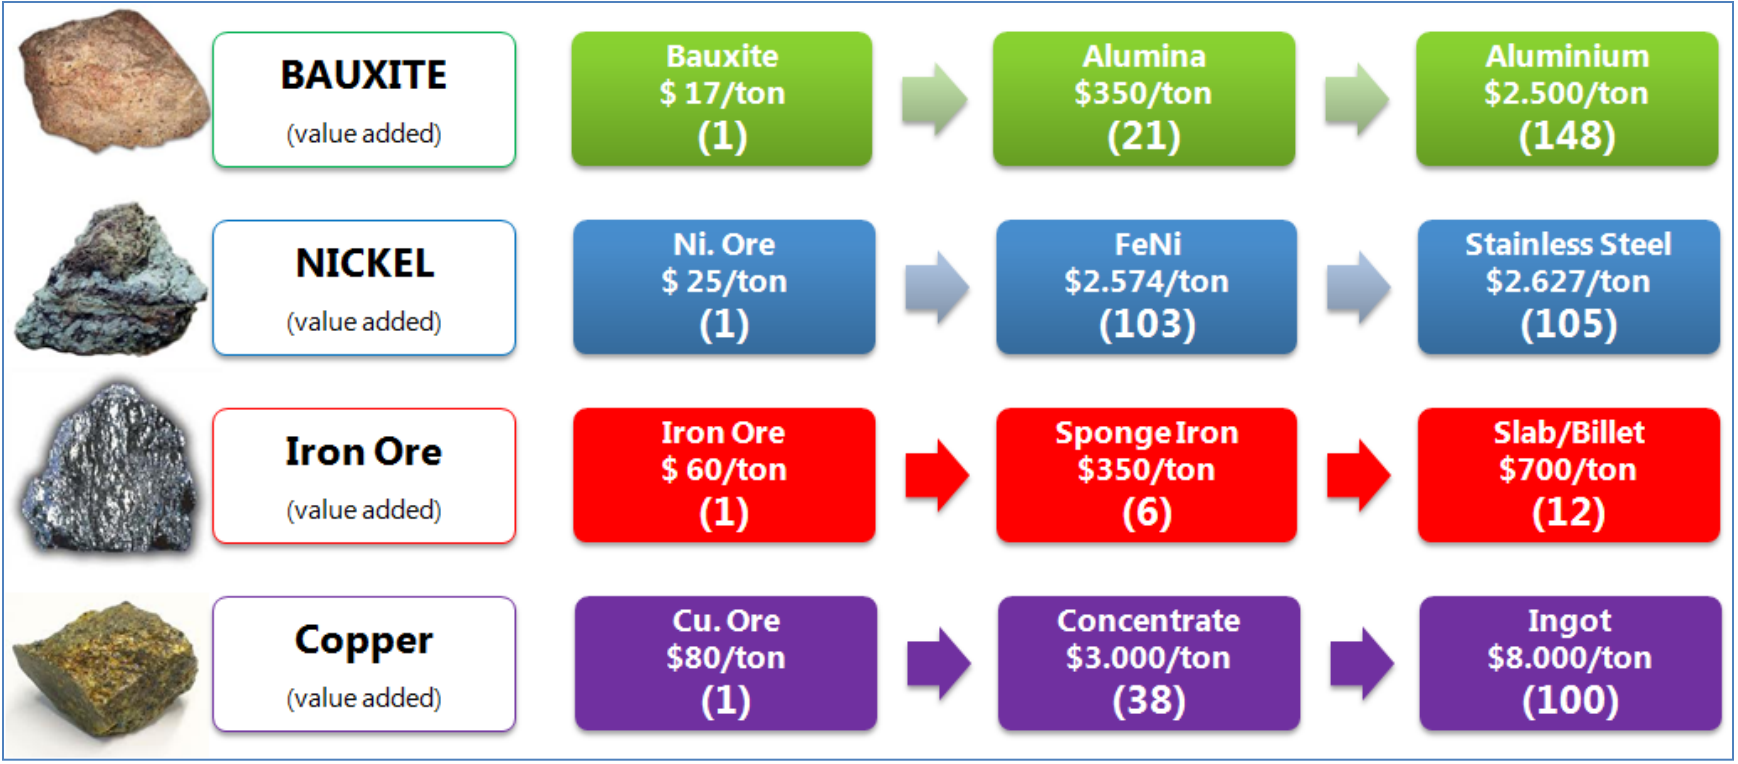 BAUXITE
(value added)
Bauxite
$ 17/ton
(1)
Alumina
$350/ton
(21)
Aluminium
$2.500/ton
(148)
NICKEL
(value added)
Ni. Ore
$ 25/ton
(1)
FeNi
$2.574/ton
(103)
Stainless Steel
$2.627/ton
(105)
Iron Ore
(value added)
Iron Ore
$ 60/ton
(1)
Sponge Iron
$350/ton
(6)
Slab/Billet
$700/ton
(12)
Copper
(value added)
Cu. Ore
$80/ton
(1)
Concentrate
$3.000/ton
(38)
Ingot
$8.000/ton
(100)